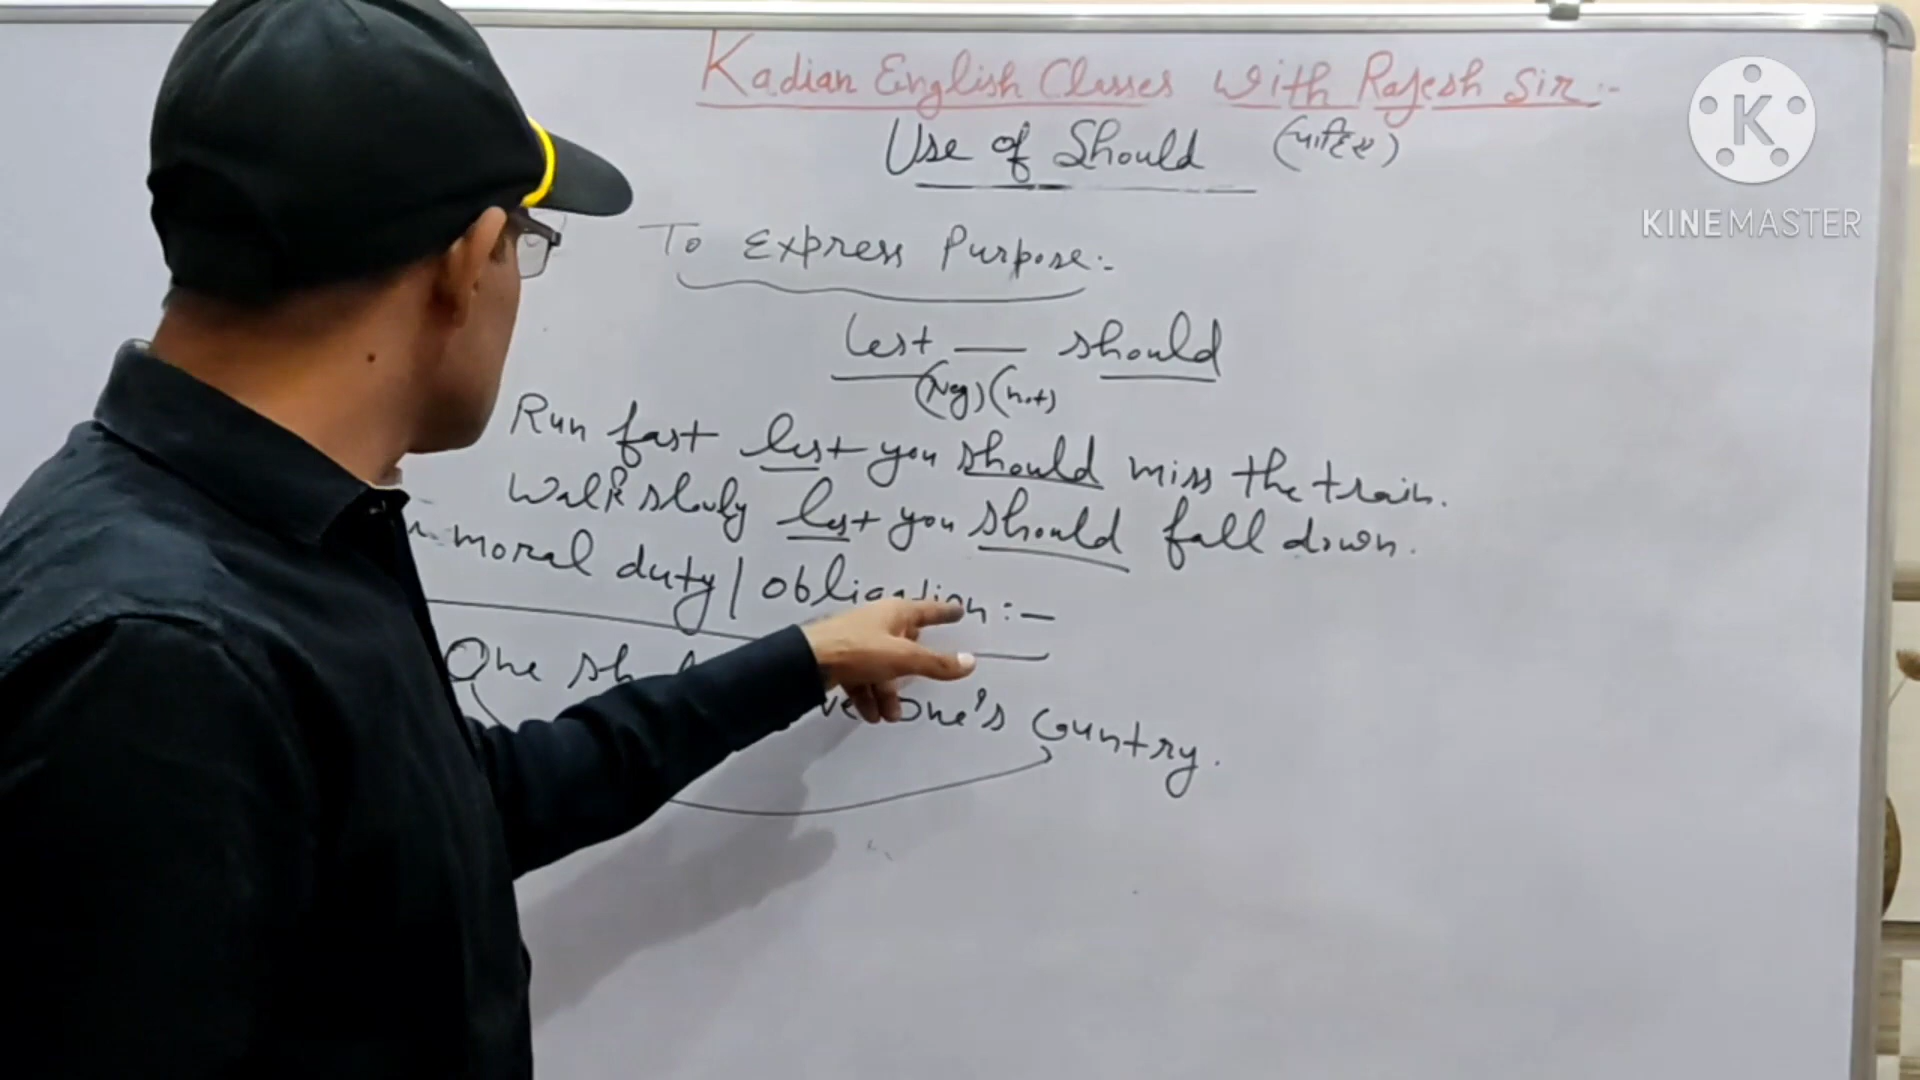 Kadian English Classes with Rajesh Sir:-
Use of Should (चाहिए)
K
KINEMASTER
To Express Purpose:-
lest — should
(Neg) (not)
Run fast lest you should miss the train.
Walk slowly lest you should fall down.
moral duty / obligation :-
One one's Country.